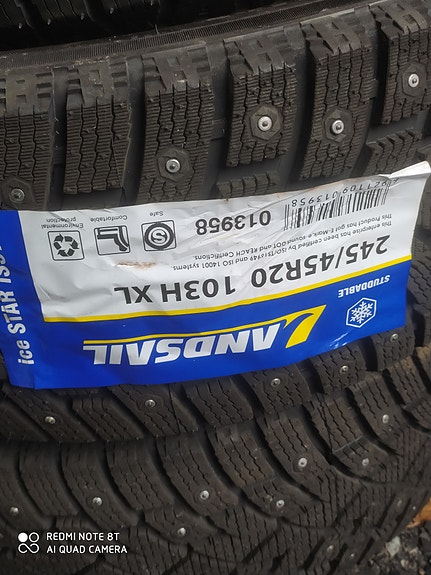 LANDSAIL
STUDDABLE
245/45R20 103H XL
This enterprise has been certified by ISO/TS16949 and ISO 14001 systems.
This Product has got E-Mark,e-sound,DOT and REACH Certifictions.
013958
Safe
Comfortable
Environmental protection
ice STAR
REDMI NOTE 8T
AI QUAD CAMERA